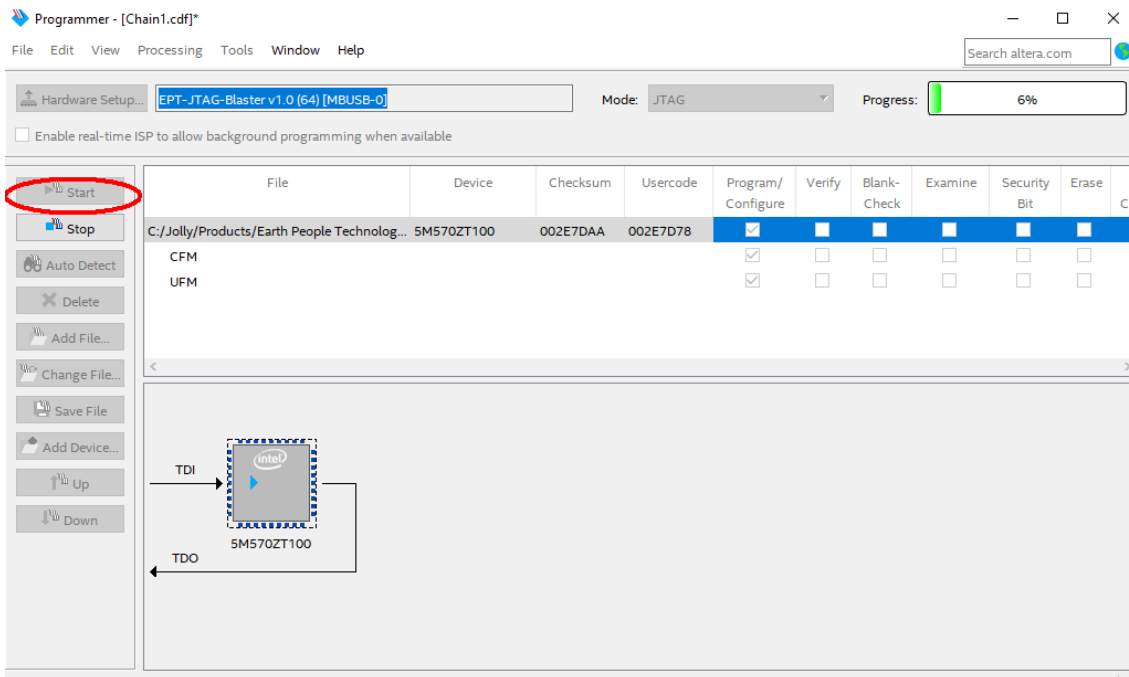 Programmer - [Chain1.cdf]*
File Edit View Processing Tools Window Help
Search altera.com
Hardware Setup... EPT-JTAG-Blaster v1.0 (64) [MBUSB-0] Mode: JTAG Progress: 6%
Enable real-time ISP to allow background programming when available
Start
Stop
Auto Detect
Delete
Add File...
Change File...
Save File
Add Device...
Up
Down
File Device Checksum Usercode Program/ Verify Blank- Examine Security Erase
Configure Check Bit C
C:/Jolly/Products/Earth People Technolog... 5M570ZT100 002E7DAA 002E7D78
CFM
UFM
TDI
intel
5M570ZT100
TDO